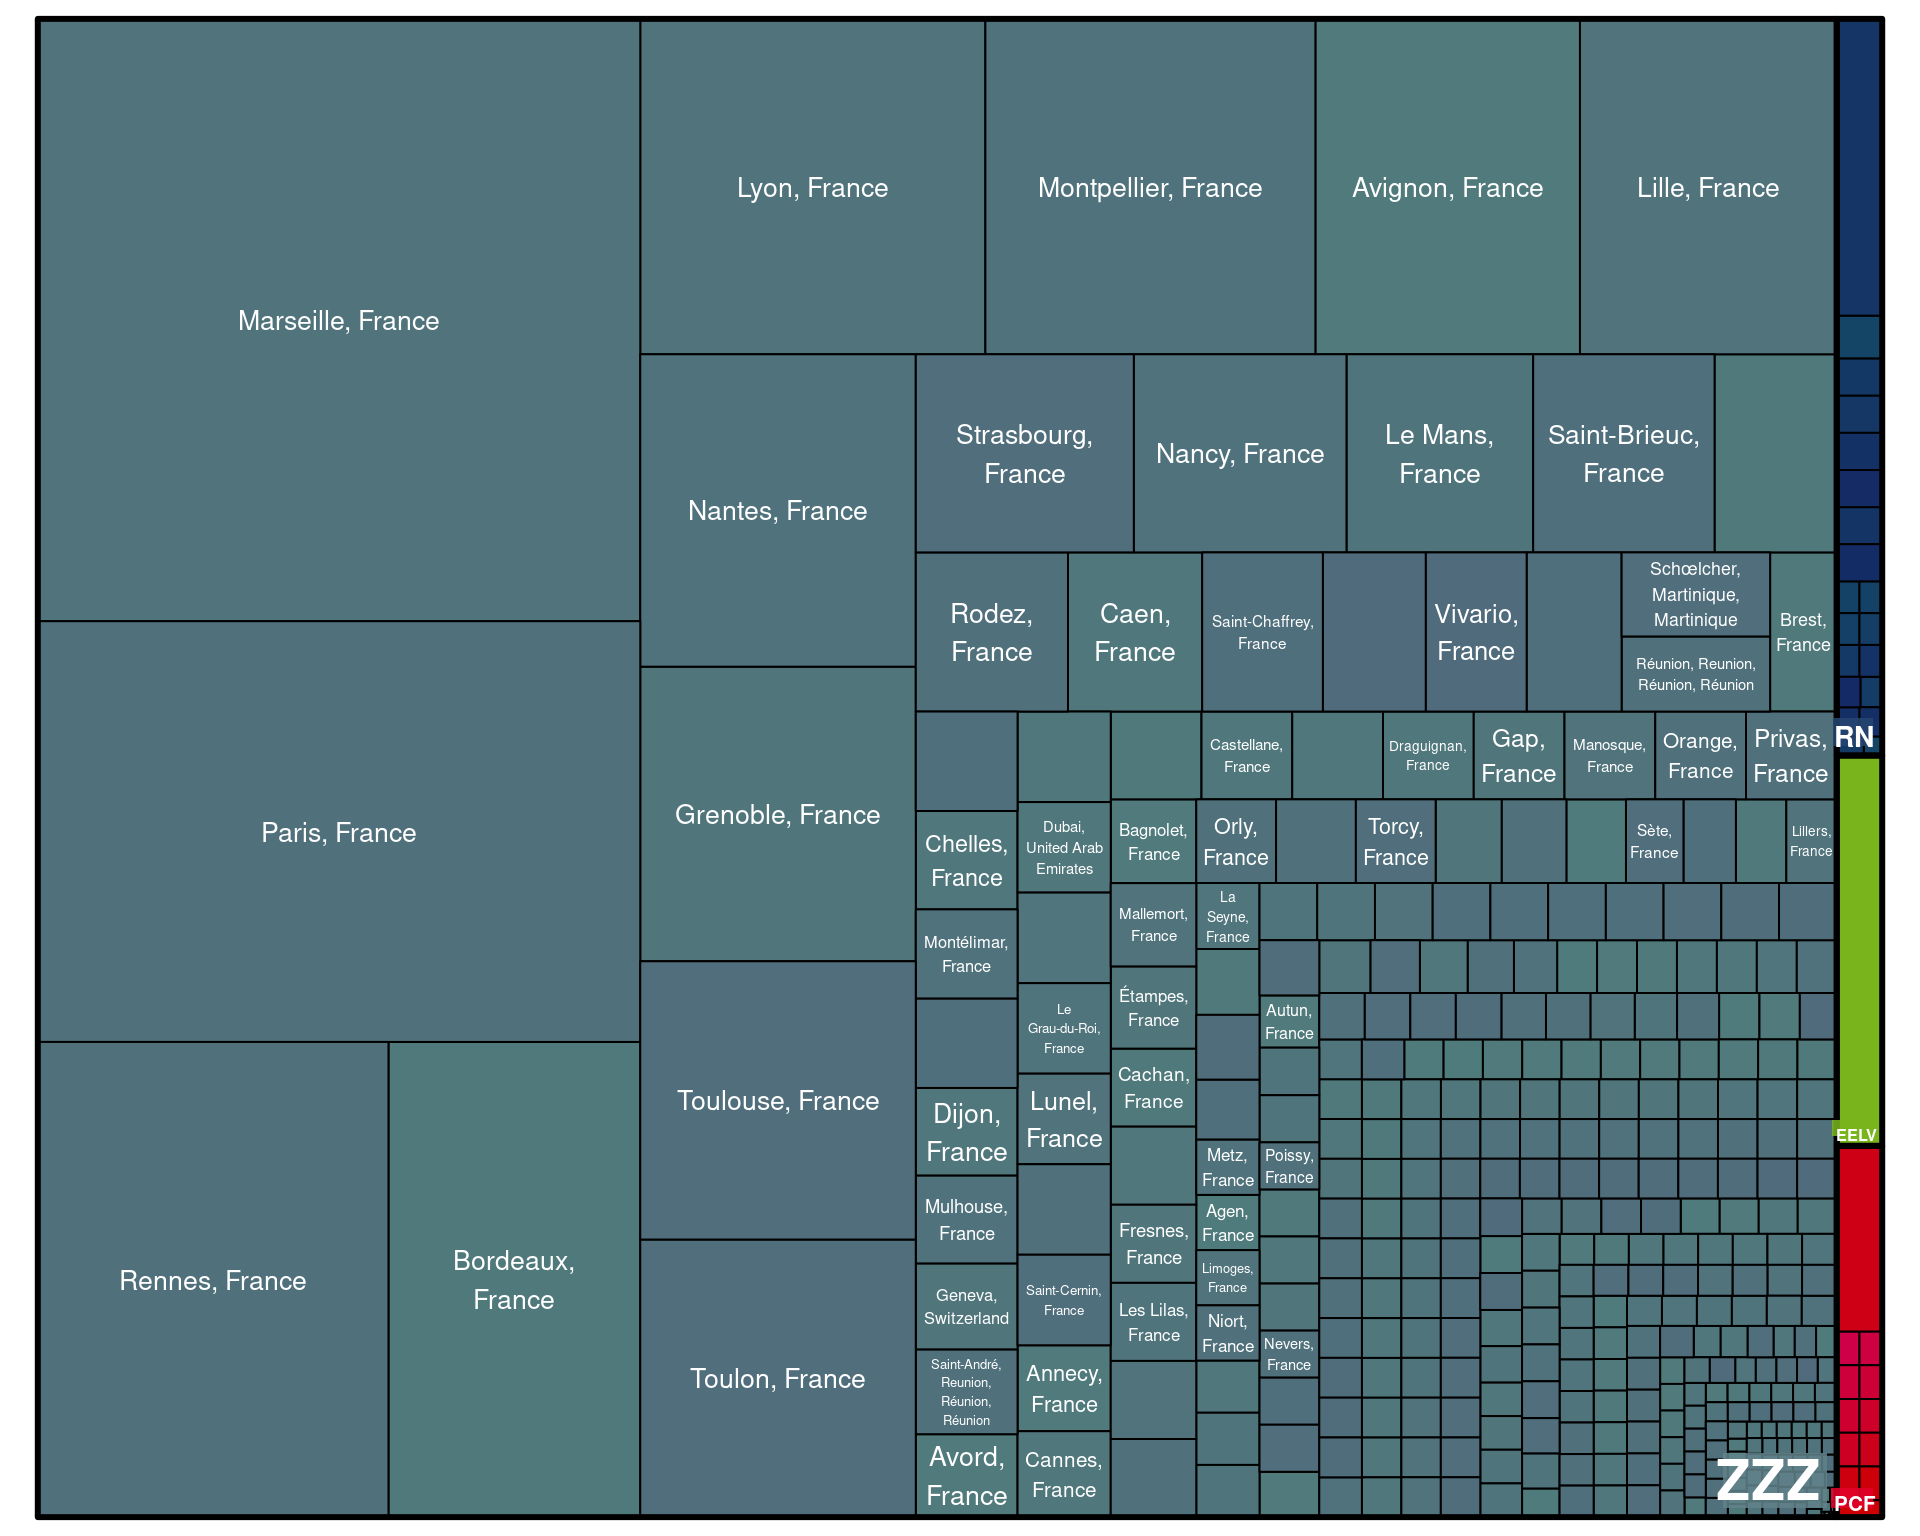 Marseille, France
Paris, France
Rennes, France
Bordeaux,
France
Lyon, France
Montpellier, France
Avignon, France
Lille, France
Nantes, France
Grenoble, France
Toulouse, France
Toulon, France
Strasbourg,
France
Nancy, France
Le Mans,
France
Saint-Brieuc,
France
Rodez,
France
Caen,
France
Saint-Chaffrey,
France
Vivario,
France
Schœlcher,
Martinique,
Martinique
Réunion, Reunion,
Réunion, Réunion
Brest,
France
Chelles,
France
Montélimar,
France
Dijon,
France
Mulhouse,
France
Geneva,
Switzerland
Saint-André,
Reunion,
Réunion,
Réunion
Avord,
France
Dubai,
United Arab
Emirates
Le
Grau-du-Roi,
France
Lunel,
France
Saint-Cernin,
France
Annecy,
France
Cannes,
France
Castellane,
France
Draguignan,
France
Gap,
France
Manosque,
France
Orange,
France
Privas,
France
Bagnolet,
France
Mallemort,
France
Étampes,
France
Cachan,
France
Fresnes,
France
Les Lilas,
France
Orly,
France
Torcy,
France
Sète,
France
Lillers,
France
La
Seyne,
France
Metz,
France
Agen,
France
Limoges,
France
Niort,
France
Autun,
France
Poissy,
France
Nevers,
France
ZZZ
RN
EELV
PCF